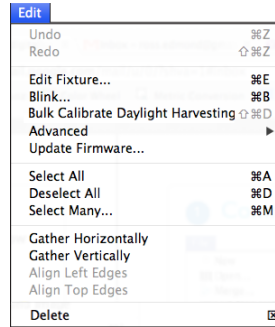 Edit
Undo ⌘Z
Redo ⇧⌘Z
Edit Fixture... ⌘E
Blink... ⌘B
Bulk Calibrate Daylight Harvesting ⇧⌘D
Advanced ▶
Update Firmware...
Select All ⌘A
Deselect All ⌘D
Select Many... ⌘M
Gather Horizontally
Gather Vertically
Align Left Edges
Align Top Edges
Delete ⌦